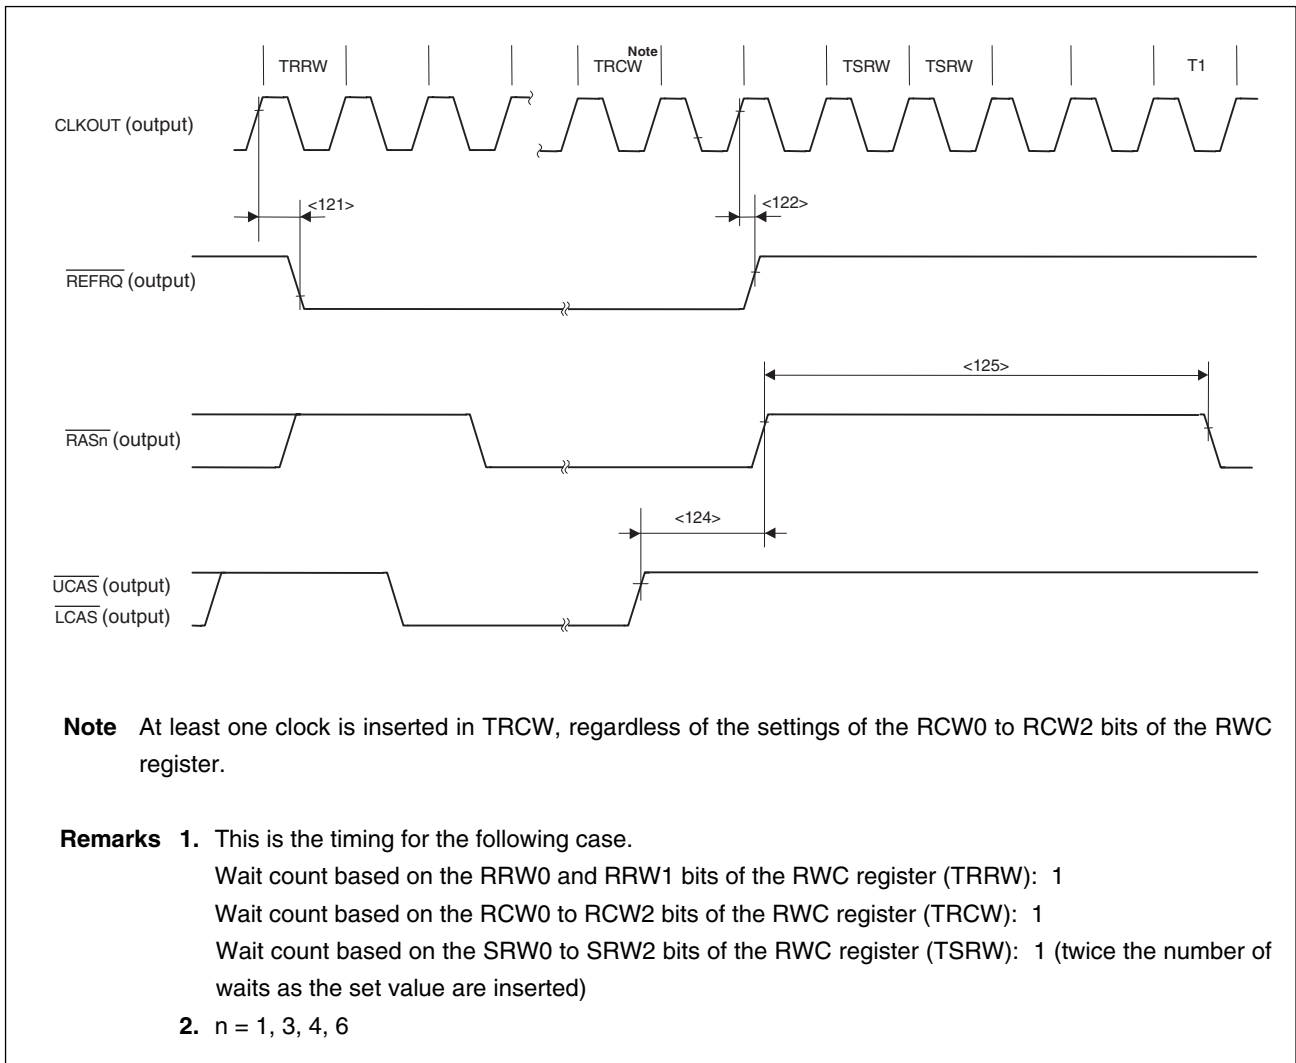 Note
TRRW TRCW TSRW TSRW T1
CLKOUT (output)
<121> <122>
REFRQ (output)
<125>
RASn (output)
<124>
UCAS (output)
LCAS (output)
Note At least one clock is inserted in TRCW, regardless of the settings of the RCW0 to RCW2 bits of the RWC
register.
Remarks 1. This is the timing for the following case.
Wait count based on the RRW0 and RRW1 bits of the RWC register (TRRW): 1
Wait count based on the RCW0 to RCW2 bits of the RWC register (TRCW): 1
Wait count based on the SRW0 to SRW2 bits of the RWC register (TSRW): 1 (twice the number of
waits as the set value are inserted)
2. n = 1, 3, 4, 6